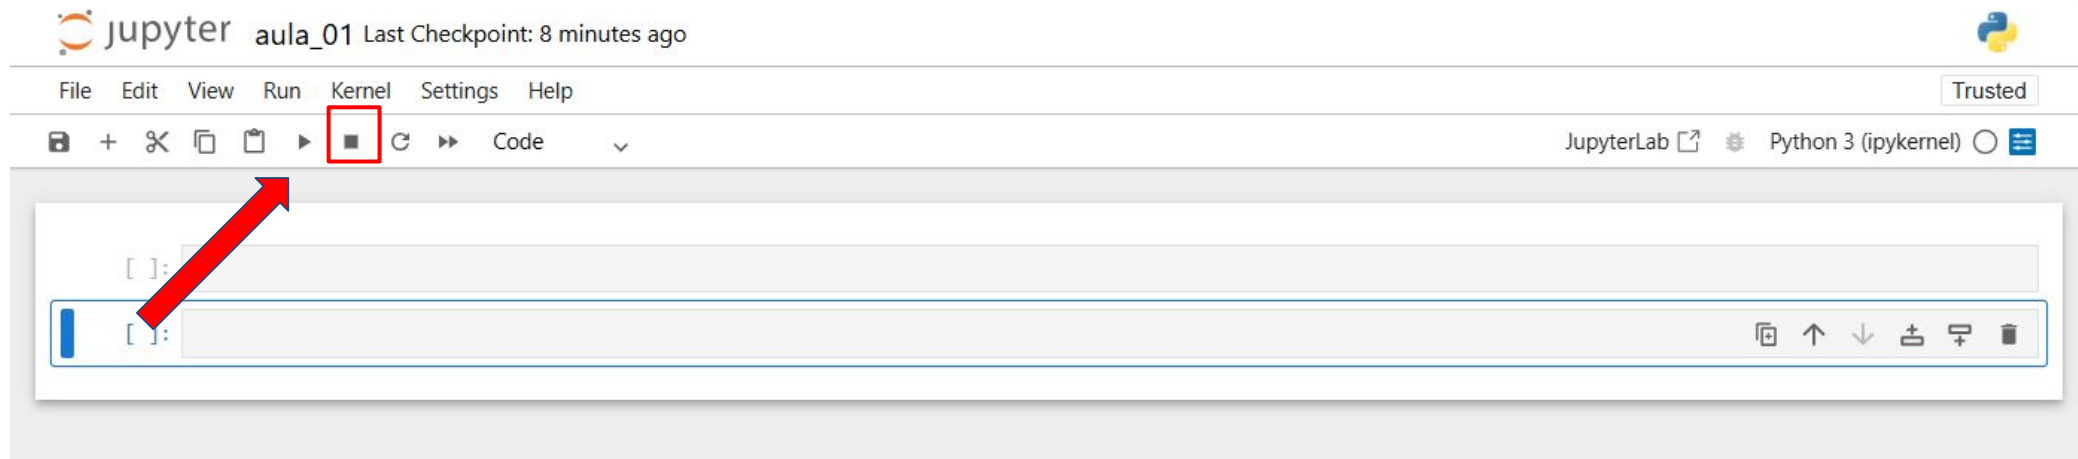 jupyter aula_01 Last Checkpoint: 8 minutes ago
File Edit View Run Kernel Settings Help Trusted
Code JupyterLab Python 3 (ipykernel)
[ ]:
[ ]: